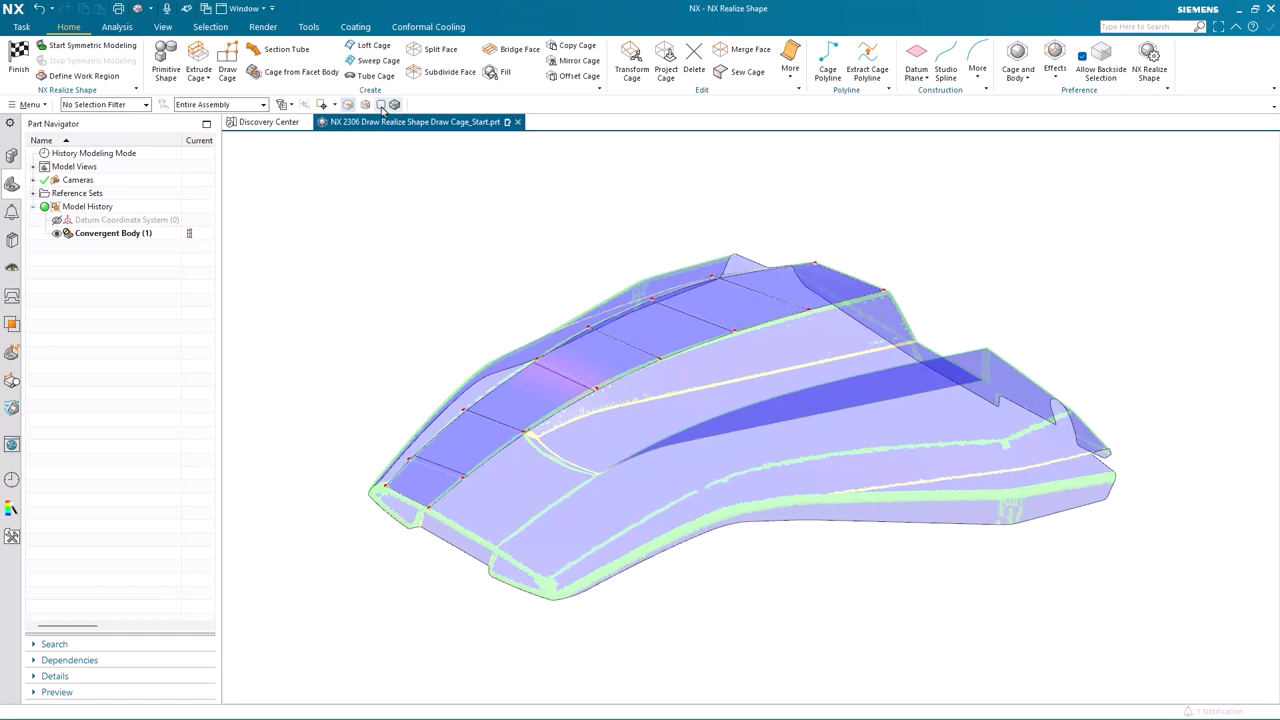 NX
Window
NX - NX Realize Shape
SIEMENS
Task
Home
Analysis
View
Selection
Render
Tools
Coating
Conformal Cooling
Type Here to Search
Finish
Start Symmetric Modeling
Stop Symmetric Modeling
Define Work Region
Primitive Shape
Extrude Cage
Draw Cage
Section Tube
Cage from Facet Body
Loft Cage
Sweep Cage
Tube Cage
Split Face
Subdivide Face
Bridge Face
Fill
Copy Cage
Mirror Cage
Offset Cage
Transform Cage
Project Cage
Delete
Merge Face
Sew Cage
More
Cage Polyline
Extract Cage Polyline
Datum Plane
Studio Spline
More
Cage and Body
Effects
Allow Backside Selection
NX Realize Shape
Symmetric Modeling
Create
Edit
Polyline
Construction
Preferences
Menu
No Selection Filter
Entire Assembly
Part Navigator
Discovery Center
NX 2306 Draw Realize Shape Draw Cage_Start.prt
Name
Current
History Modeling Mode
Model Views
Cameras
Reference Sets
Model History
Datum Coordinate System (0)
Convergent Body (1)
Search
Dependencies
Details
Preview
1 Notification